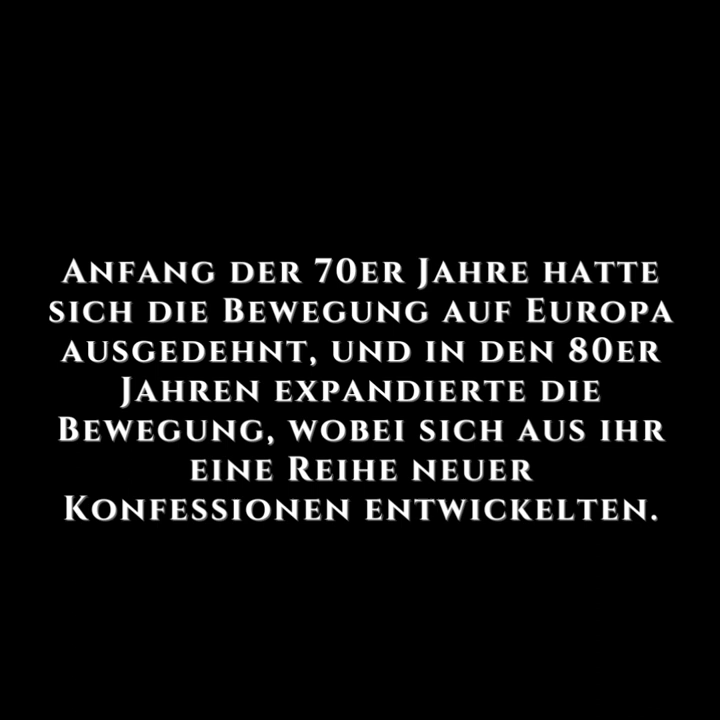 Anfang der 70er Jahre hatte
sich die Bewegung auf Europa
ausgedehnt, und in den 80er
Jahren expandierte die
Bewegung, wobei sich aus ihr
eine Reihe neuer
Konfessionen entwickelten.